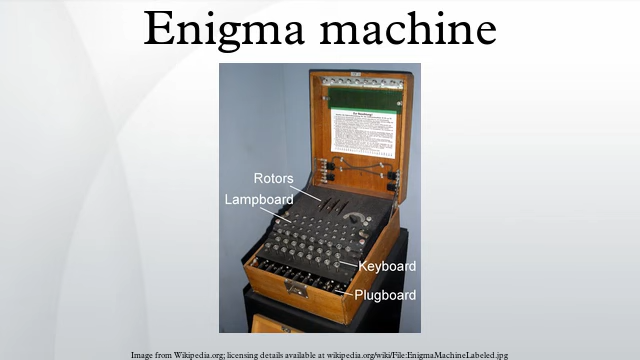 Enigma machine
Rotors
Lampboard
Keyboard
Plugboard
Image from Wikipedia.org; licensing details available at wikipedia.org/wiki/File:EnigmaMachineLabeled.jpg